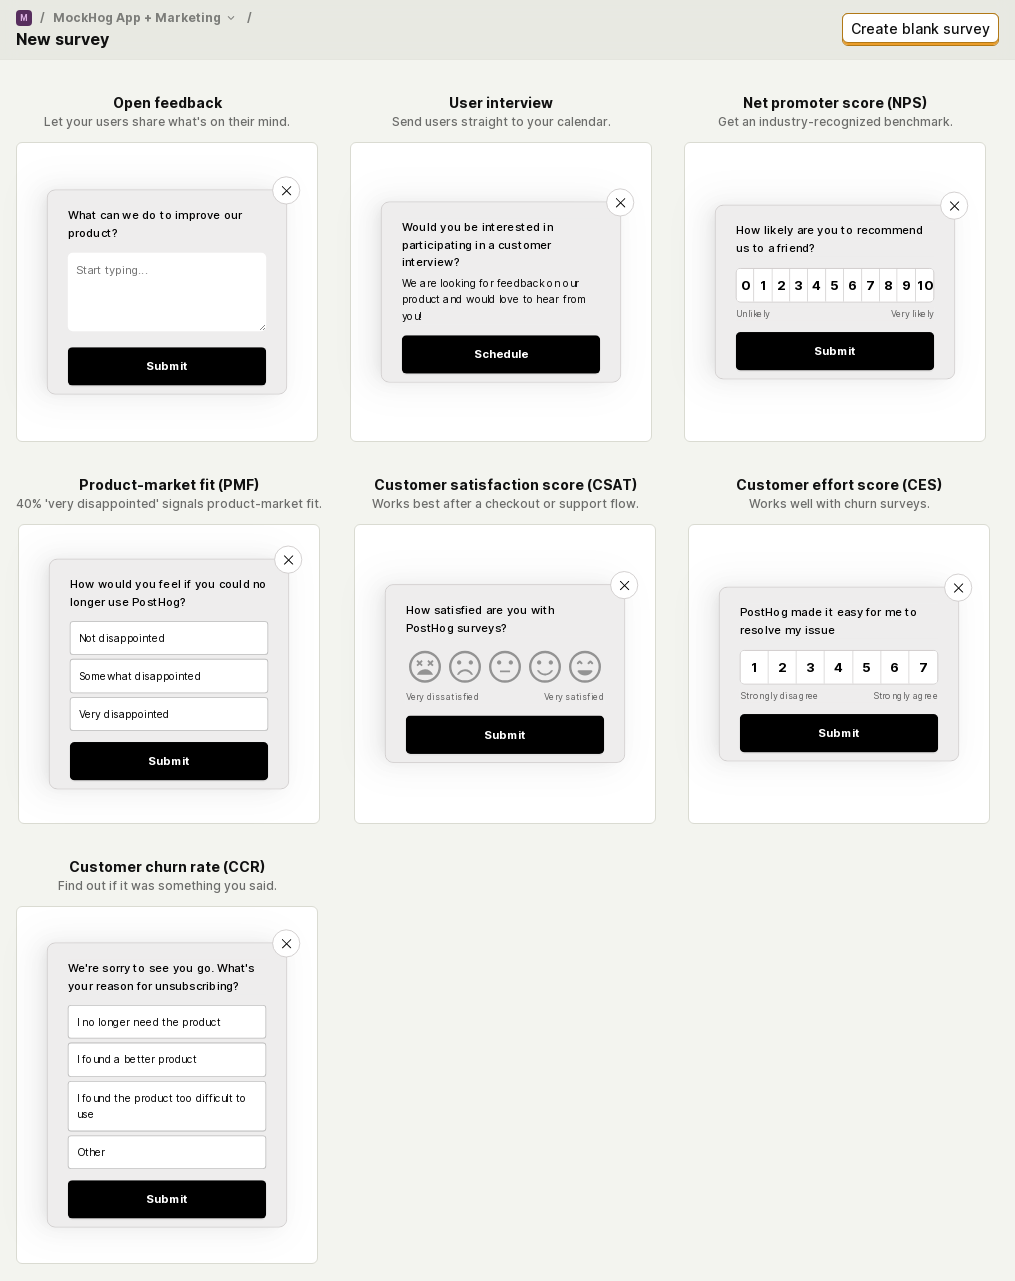 M / MockHog App + Marketing /
New survey
Create blank survey
Open feedback
Let your users share what's on their mind.
What can we do to improve our
product?
Start typing...
Submit
User interview
Send users straight to your calendar.
Would you be interested in
participating in a customer
interview?
We are looking for feedback on our
product and would love to hear from
you!
Schedule
Net promoter score (NPS)
Get an industry-recognized benchmark.
How likely are you to recommend
us to a friend?
0 1 2 3 4 5 6 7 8 9 10
Unlikely Very likely
Submit
Product-market fit (PMF)
40% 'very disappointed' signals product-market fit.
How would you feel if you could no
longer use PostHog?
Not disappointed
Somewhat disappointed
Very disappointed
Submit
Customer satisfaction score (CSAT)
Works best after a checkout or support flow.
How satisfied are you with
PostHog surveys?
Very dissatisfied Very satisfied
Submit
Customer effort score (CES)
Works well with churn surveys.
PostHog made it easy for me to
resolve my issue
1 2 3 4 5 6 7
Strongly disagree Strongly agree
Submit
Customer churn rate (CCR)
Find out if it was something you said.
We're sorry to see you go. What's
your reason for unsubscribing?
I no longer need the product
I found a better product
I found the product too difficult to
use
Other
Submit